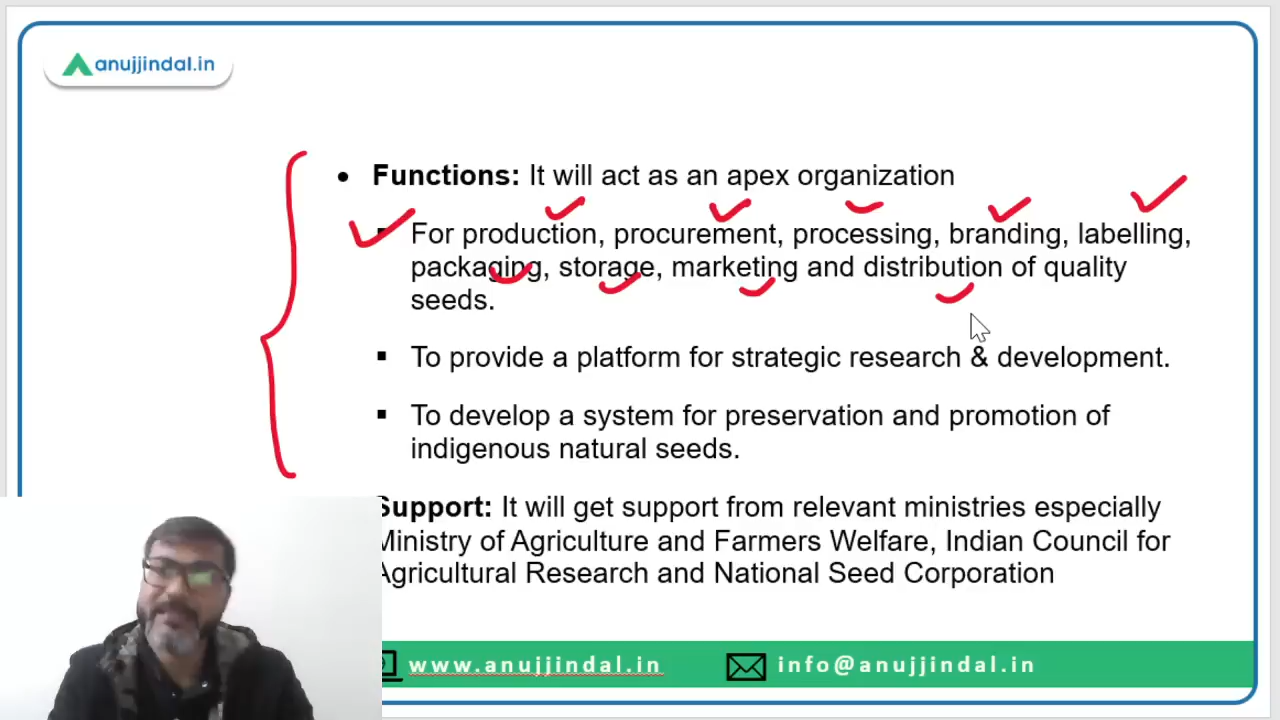 anujjindal.in
Functions: It will act as an apex organization
For production, procurement, processing, branding, labelling,
packaging, storage, marketing and distribution of quality
seeds.
To provide a platform for strategic research & development.
To develop a system for preservation and promotion of
indigenous natural seeds.
Support: It will get support from relevant ministries especially
Ministry of Agriculture and Farmers Welfare, Indian Council for
Agricultural Research and National Seed Corporation
www.anujjindal.in
info@anujjindal.in